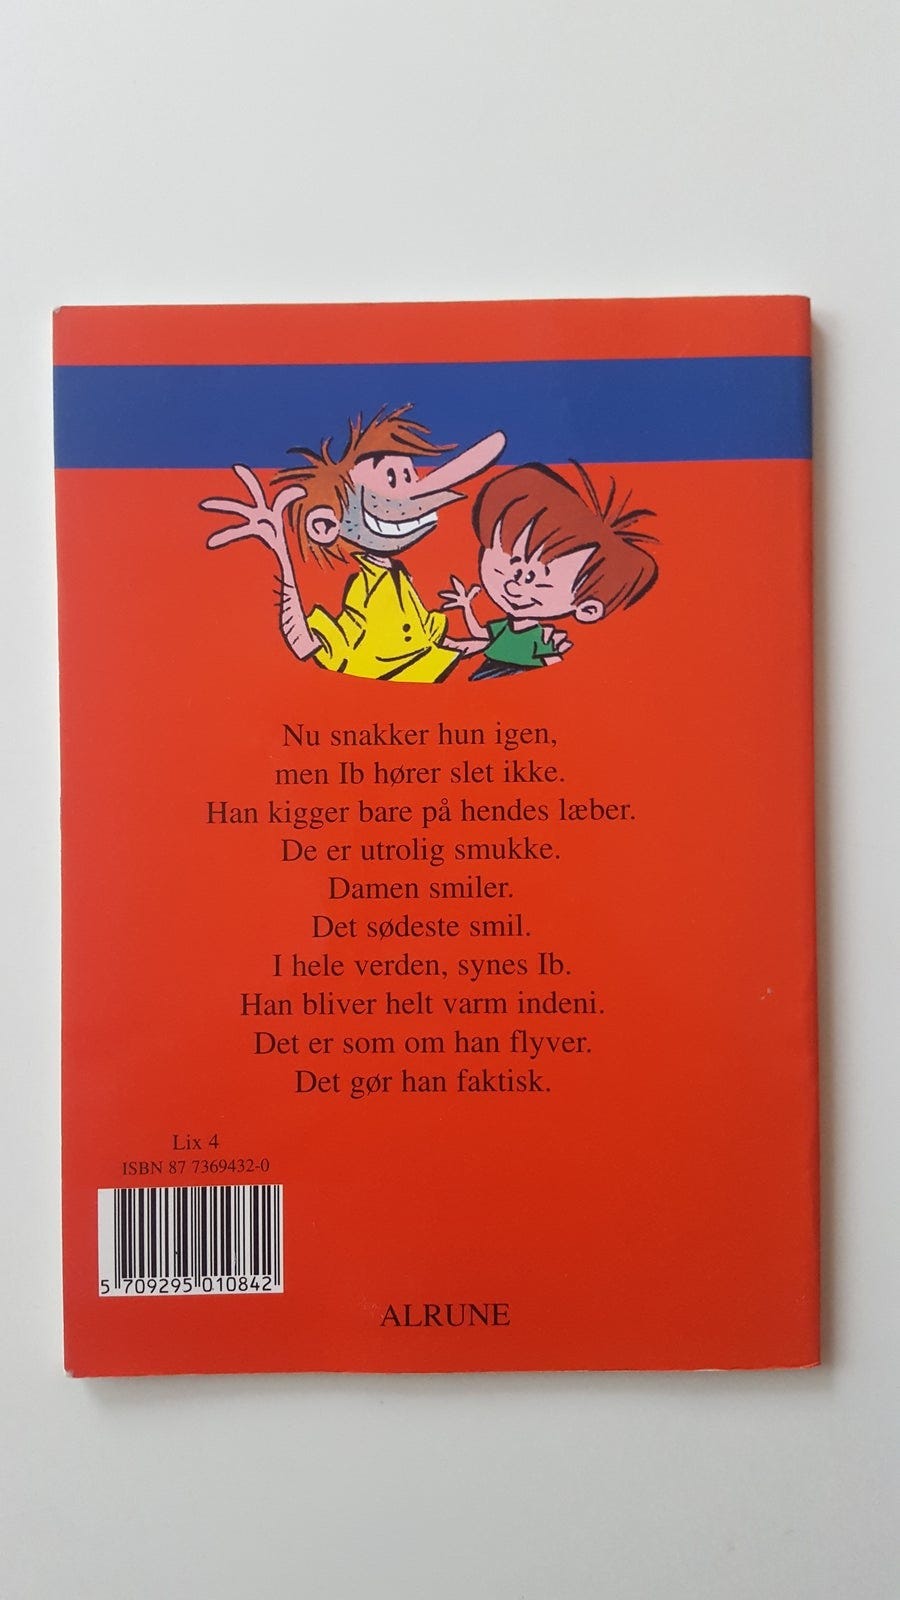 Nu snakker hun igen,
men Ib hører slet ikke.
Han kigger bare på hendes læber.
De er utrolig smukke.
Damen smiler.
Det sødeste smil.
I hele verden, synes Ib.
Han bliver helt varm indeni.
Det er som om han flyver.
Det gør han faktisk.
Lix 4
ISBN 87 7369432-0
5 709295 010842
ALRUNE